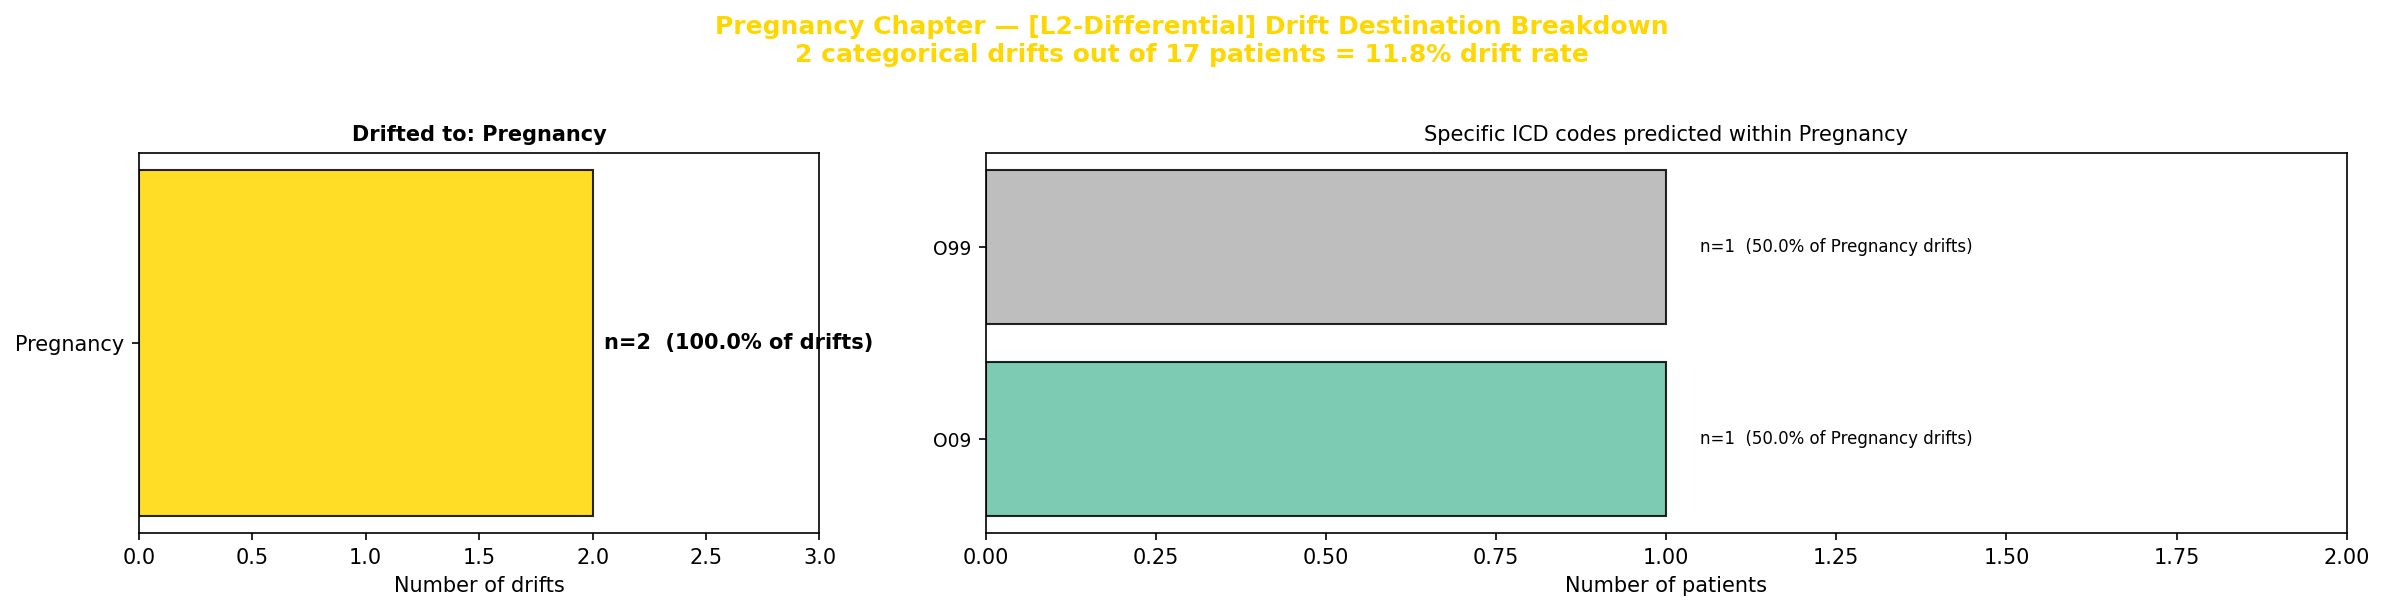 Pregnancy Chapter — [L2-Differential] Drift Destination Breakdown
2 categorical drifts out of 17 patients = 11.8% drift rate
Drifted to: Pregnancy
Pregnancy
n=2  (100.0% of drifts)
0.0 0.5 1.0 1.5 2.0 2.5 3.0
Number of drifts
Specific ICD codes predicted within Pregnancy
O99
n=1  (50.0% of Pregnancy drifts)
O09
n=1  (50.0% of Pregnancy drifts)
0.00 0.25 0.50 0.75 1.00 1.25 1.50 1.75 2.00
Number of patients